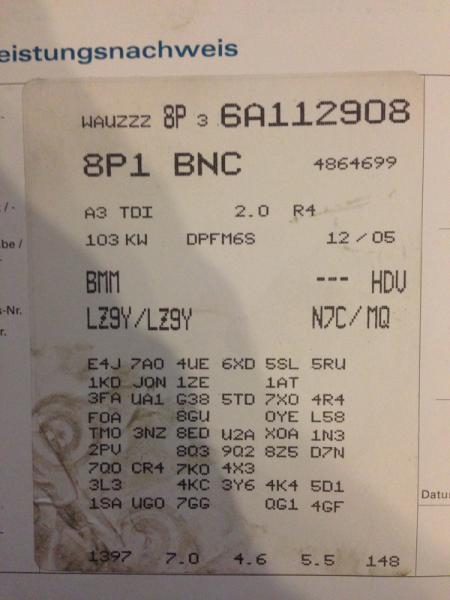 eistungsnachweis
WAUZZZ 8P 3 6A112908
8P1 BNC 4864699
A3 TDI 2.0 R4
103 KW DPFM6S 12/05
BMM --- HDV
LZ9Y/LZ9Y N7C/MQ
E4J 7A0 4UE 6XD 5SL 5RU
1KD J0N 1ZE 1AT
3FA UA1 G38 5TD 7X0 4R4
F0A 8GU 0YE L58
TM0 3NZ 8ED U2A X0A 1N3
2PV 8Q3 9Q2 8Z5 D7N
7Q0 CR4 7K0 4X3
3L3 4KC 3Y6 4K4 5D1
1SA UG0 7GG QG1 4GF
1397 7.0 4.6 5.5 148
/ -
be /
-Nr.
r.
Datu